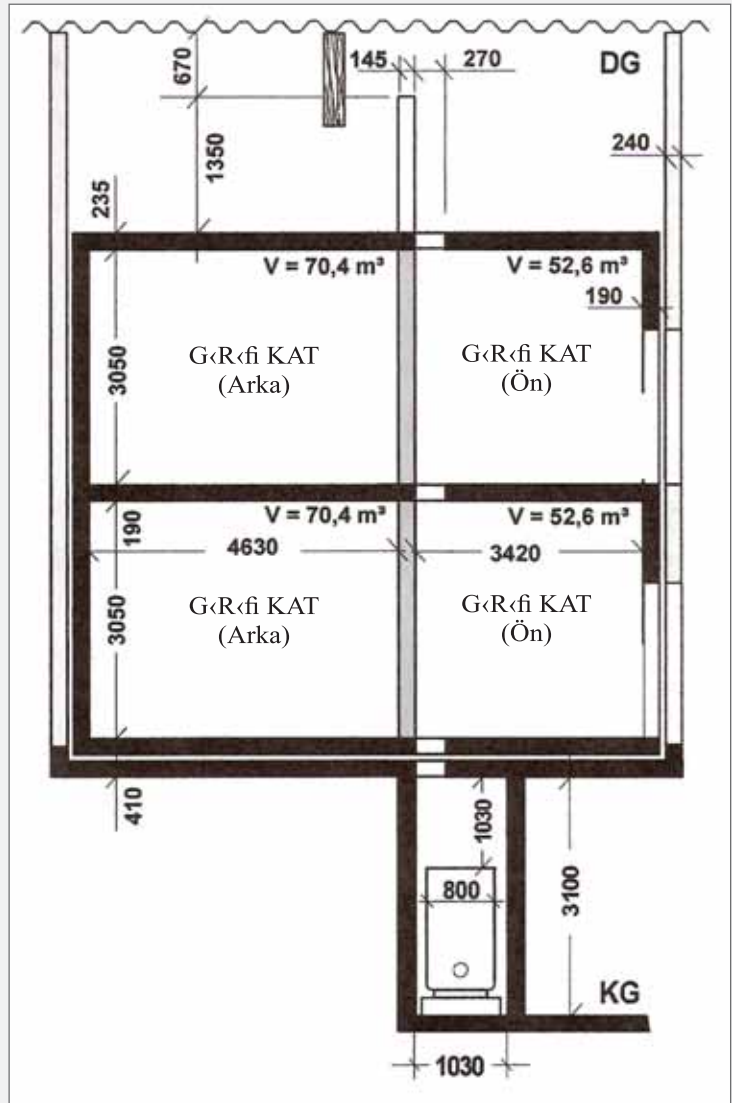 670
145
270
DG
240
1350
235
V = 70,4 m³
V = 52,6 m³
190
3050
G‹R‹fi KAT
(Arka)
G‹R‹fi KAT
(Ön)
V = 70,4 m³
V = 52,6 m³
190
4630
3420
3050
G‹R‹fi KAT
(Arka)
G‹R‹fi KAT
(Ön)
410
1030
800
3100
KG
1030